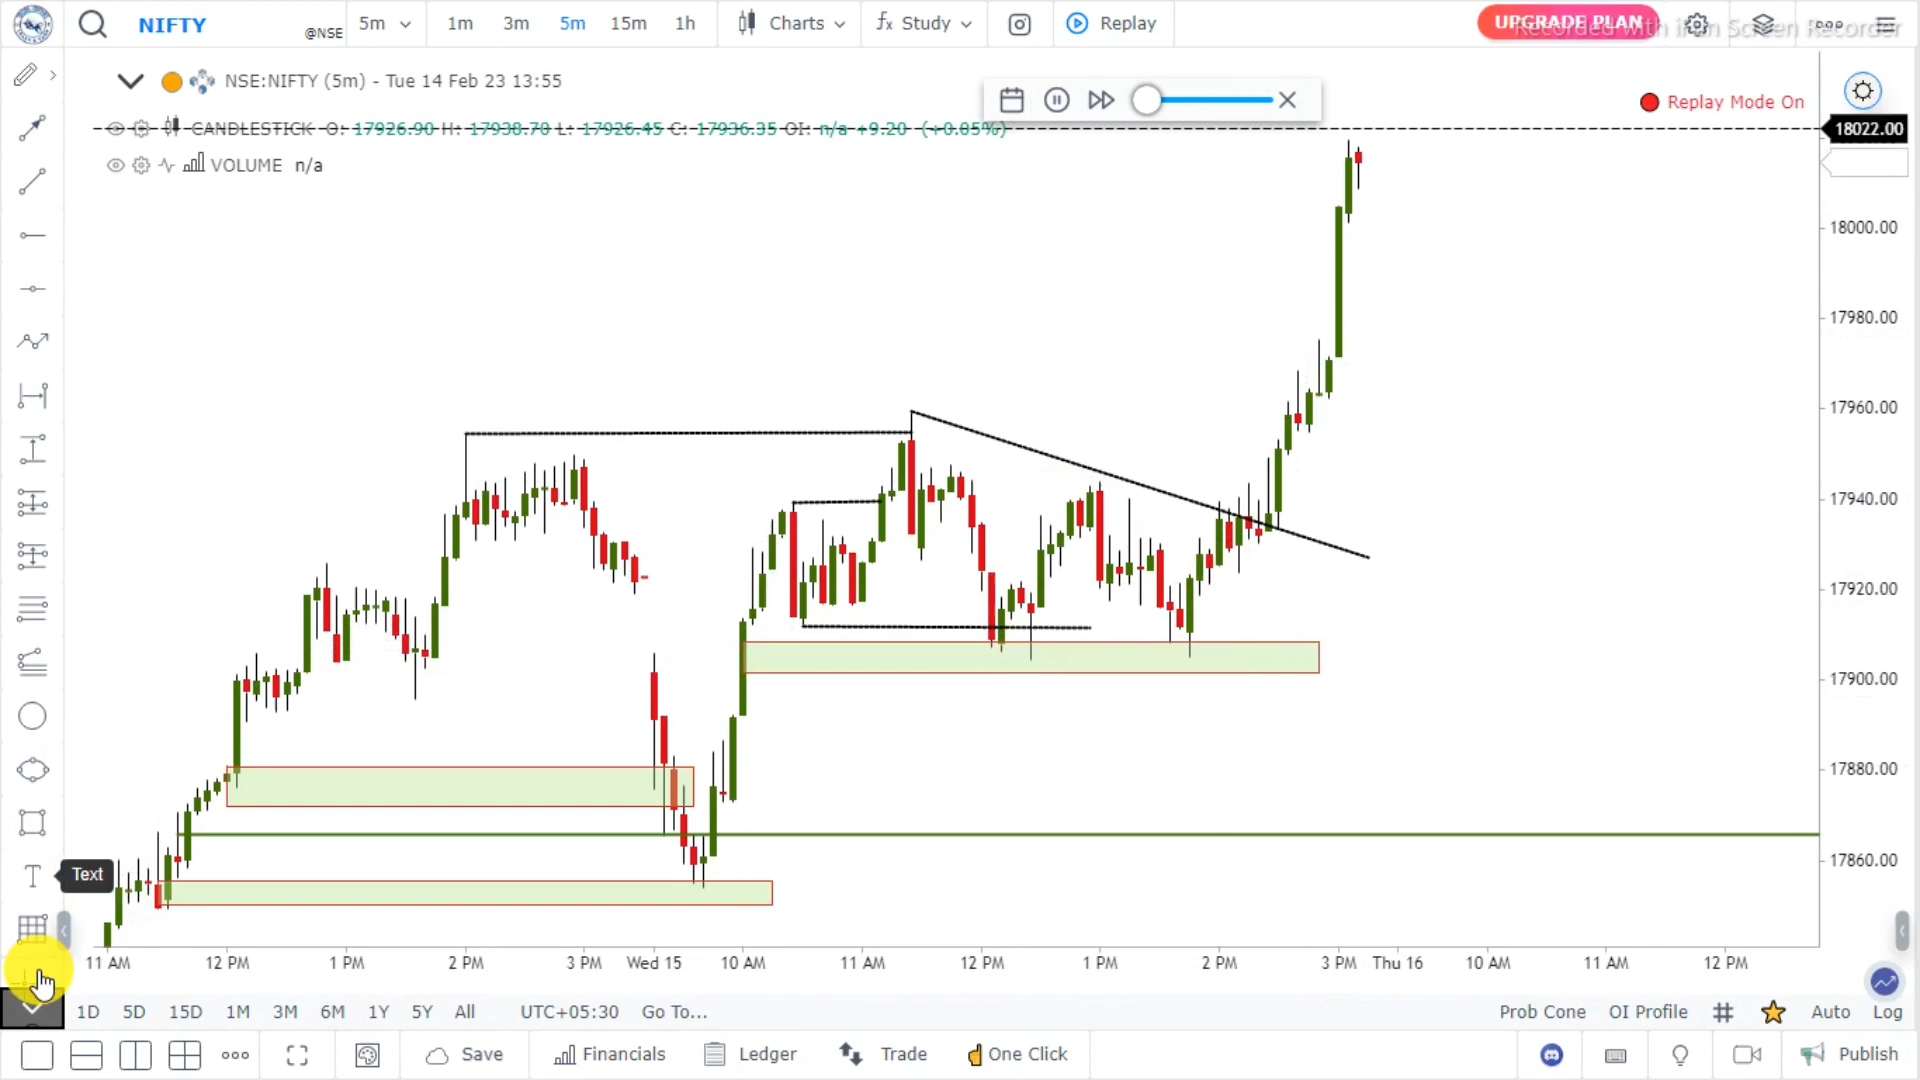 NIFTY @NSE 5m 1m 3m 5m 15m 1h Charts fx Study Replay UPGRADE PLAN
Recorded with iFun Screen Recorder
NSE:NIFTY (5m) - Tue 14 Feb 23 13:55
Replay Mode On
CANDLESTICK O: 17926.90 H: 17938.70 L: 17926.45 C: 17936.35 OI: n/a +9.20 (+0.05%)
18022.00
VOLUME n/a
18000.00
17980.00
17960.00
17940.00
17920.00
17900.00
17880.00
17860.00
T Text
11 AM 12 PM 1 PM 2 PM 3 PM Wed 15 10 AM 11 AM 12 PM 1 PM 2 PM 3 PM Thu 16 10 AM 11 AM 12 PM
1D 5D 15D 1M 3M 6M 1Y 5Y All UTC+05:30 Go To... Prob Cone OI Profile Auto Log
Save Financials Ledger Trade One Click Publish